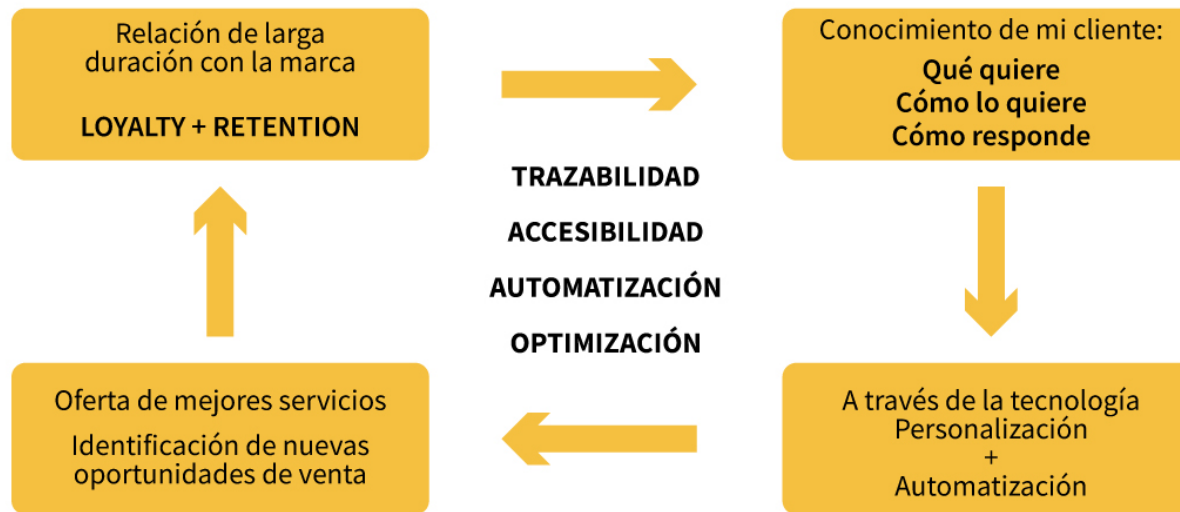 Relación de larga
duración con la marca
LOYALTY + RETENTION
Conocimiento de mi cliente:
Qué quiere
Cómo lo quiere
Cómo responde
TRAZABILIDAD
ACCESIBILIDAD
AUTOMATIZACIÓN
OPTIMIZACIÓN
Oferta de mejores servicios
Identificación de nuevas
oportunidades de venta
A través de la tecnología
Personalización
+
Automatización